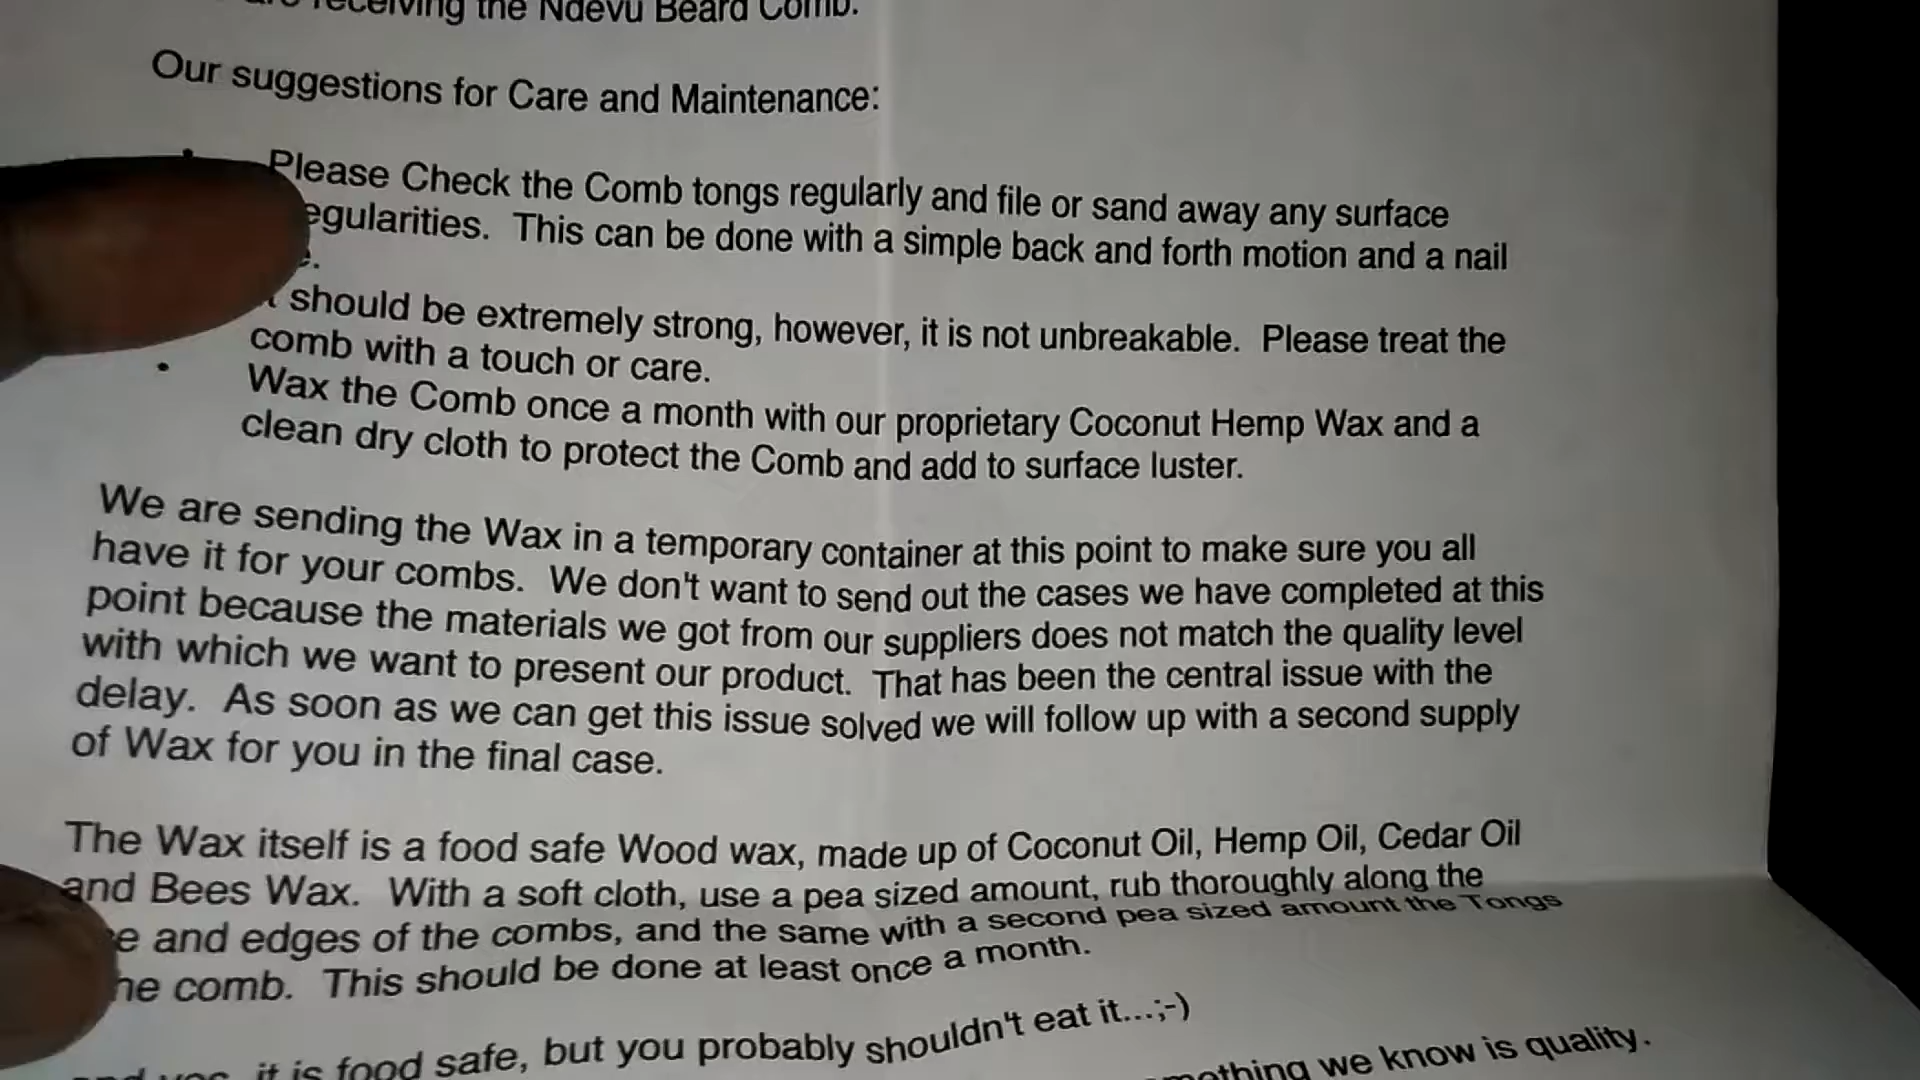 receiving the Ndevu Beard Comb.
Our suggestions for Care and Maintenance:
• Please Check the Comb tongs regularly and file or sand away any surface
egularities. This can be done with a simple back and forth motion and a nail
e.
t should be extremely strong, however, it is not unbreakable. Please treat the
comb with a touch or care.
• Wax the Comb once a month with our proprietary Coconut Hemp Wax and a
clean dry cloth to protect the Comb and add to surface luster.
We are sending the Wax in a temporary container at this point to make sure you all
have it for your combs. We don't want to send out the cases we have completed at this
point because the materials we got from our suppliers does not match the quality level
with which we want to present our product. That has been the central issue with the
delay. As soon as we can get this issue solved we will follow up with a second supply
of Wax for you in the final case.
The Wax itself is a food safe Wood wax, made up of Coconut Oil, Hemp Oil, Cedar Oil
and Bees Wax. With a soft cloth, use a pea sized amount, rub thoroughly along the
e and edges of the combs, and the same with a second pea sized amount the Tongs
he comb. This should be done at least once a month.
and yes, it is food safe, but you probably shouldn't eat it...;-)
mething we know is quality.